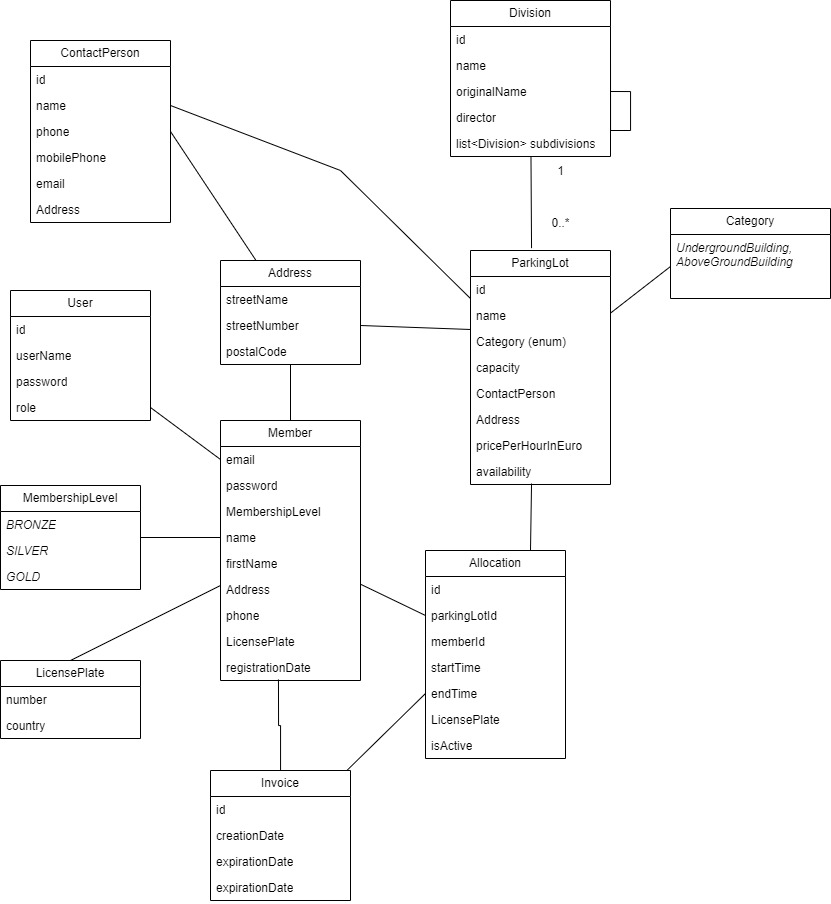 Division
id
name
originalName
director
list<Division> subdivisions
1
0..*
ContactPerson
id
name
phone
mobilePhone
email
Address
Category
UndergroundBuilding,
AboveGroundBuilding
ParkingLot
id
name
Category (enum)
capacity
ContactPerson
Address
pricePerHourInEuro
availability
Address
streetName
streetNumber
postalCode
User
id
userName
password
role
Member
email
password
MembershipLevel
name
firstName
Address
phone
LicensePlate
registrationDate
MembershipLevel
BRONZE
SILVER
GOLD
Allocation
id
parkingLotId
memberId
startTime
endTime
LicensePlate
isActive
LicensePlate
number
country
Invoice
id
creationDate
expirationDate
expirationDate